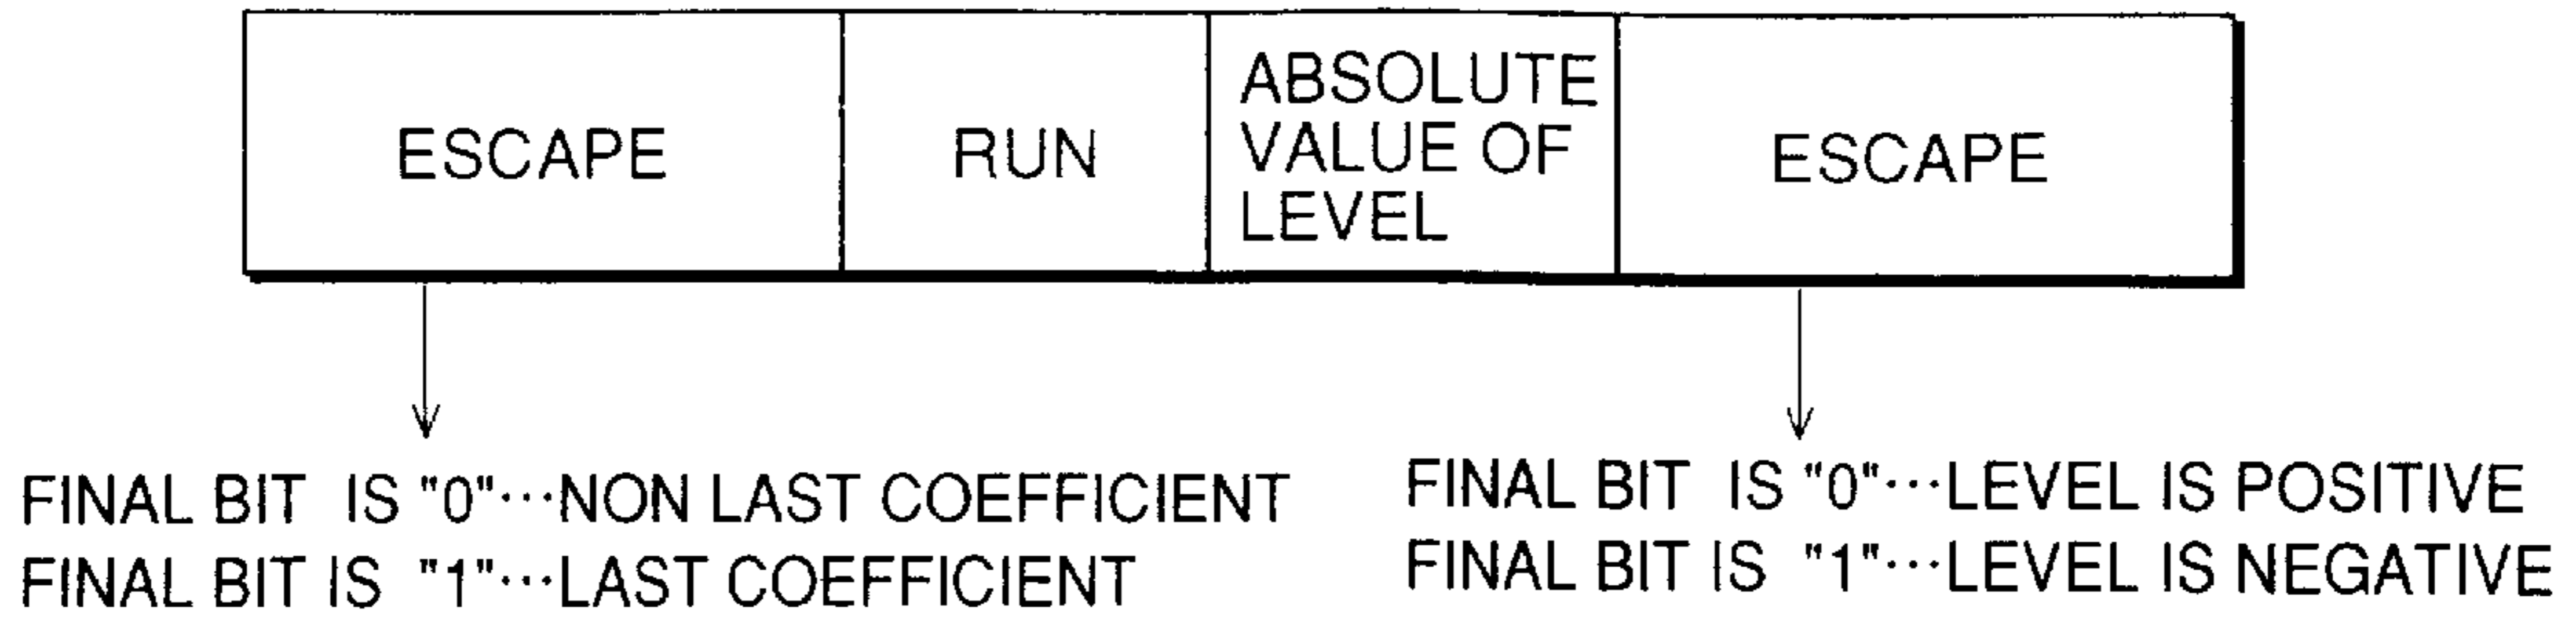 ESCAPE
RUN
ABSOLUTE
VALUE OF
LEVEL
ESCAPE
FINAL BIT IS "0"···NON LAST COEFFICIENT
FINAL BIT IS "1"···LAST COEFFICIENT
FINAL BIT IS "0"···LEVEL IS POSITIVE
FINAL BIT IS "1"···LEVEL IS NEGATIVE